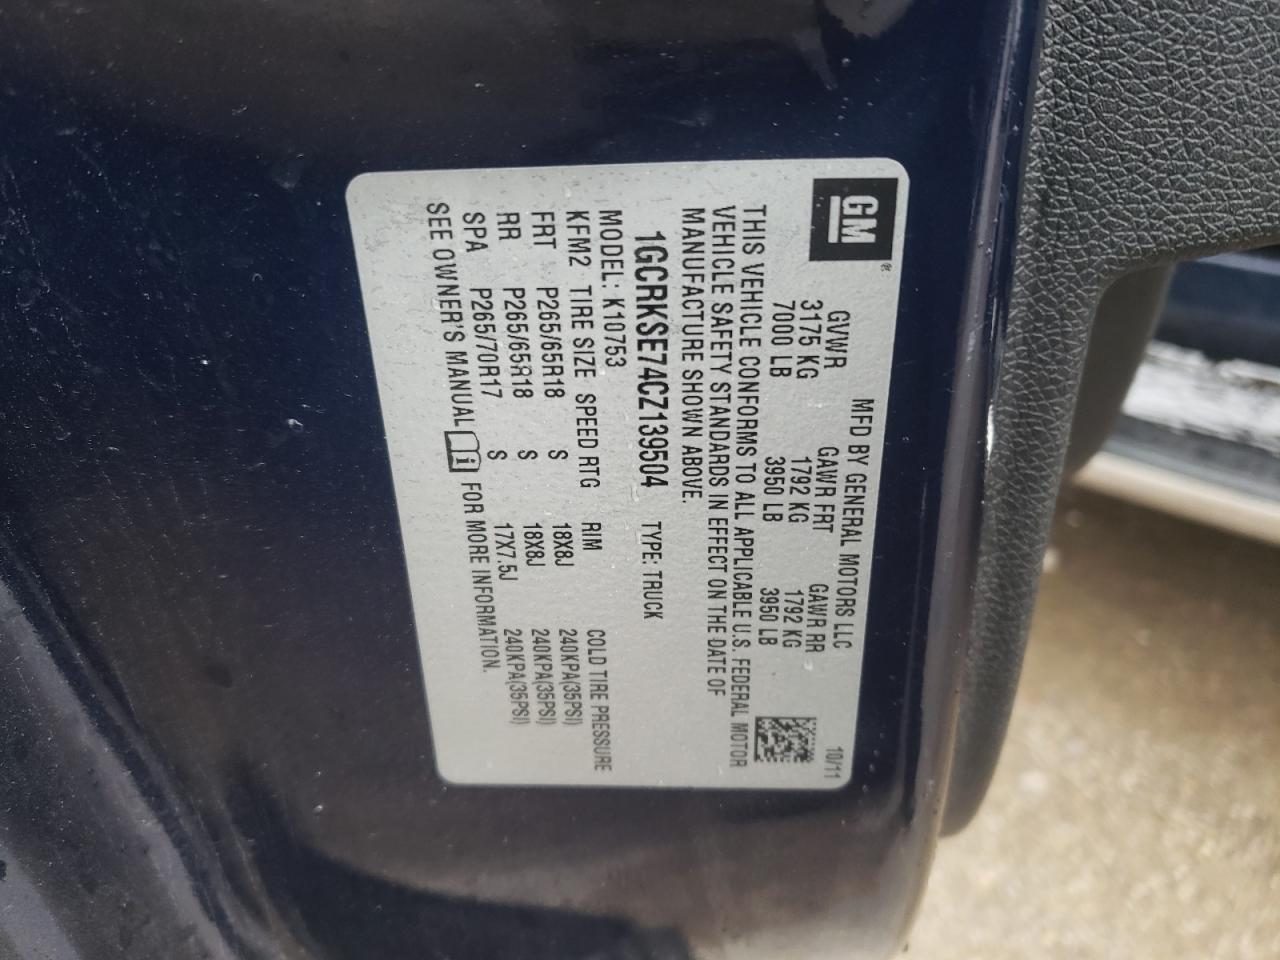 GM®
MFD BY GENERAL MOTORS LLC 10/11
GVWR GAWR FRT GAWR RR
3175 KG 1792 KG 1792 KG
7000 LB 3950 LB 3950 LB
THIS VEHICLE CONFORMS TO ALL APPLICABLE U.S. FEDERAL MOTOR
VEHICLE SAFETY STANDARDS IN EFFECT ON THE DATE OF
MANUFACTURE SHOWN ABOVE.
1GCRKSE74CZ139504 TYPE: TRUCK
MODEL: K10753
KFM2 TIRE SIZE SPEED RTG RIM COLD TIRE PRESSURE
FRT P265/65R18 S 18X8J 240KPA(35PSI)
RR P265/65R18 S 18X8J 240KPA(35PSI)
SPA P265/70R17 S 17X7.5J 240KPA(35PSI)
SEE OWNER'S MANUAL i FOR MORE INFORMATION.